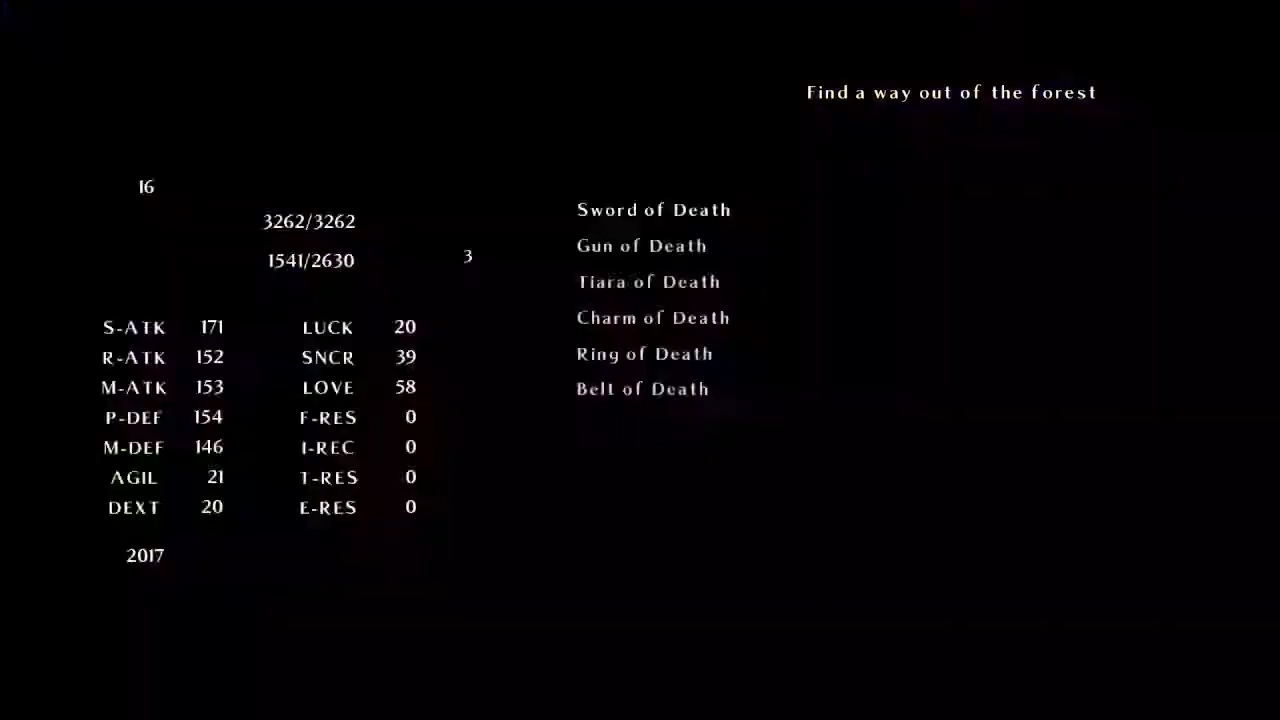 Find a way out of the forest
16
3262/3262
1541/2630
3
Sword of Death
Gun of Death
Tiara of Death
Charm of Death
Ring of Death
Belt of Death
S-ATK 171 LUCK 20
R-ATK 152 SNCR 39
M-ATK 153 LOVE 58
P-DEF 154 F-RES 0
M-DEF 146 I-REC 0
AGIL 21 T-RES 0
DEXT 20 E-RES 0
2017